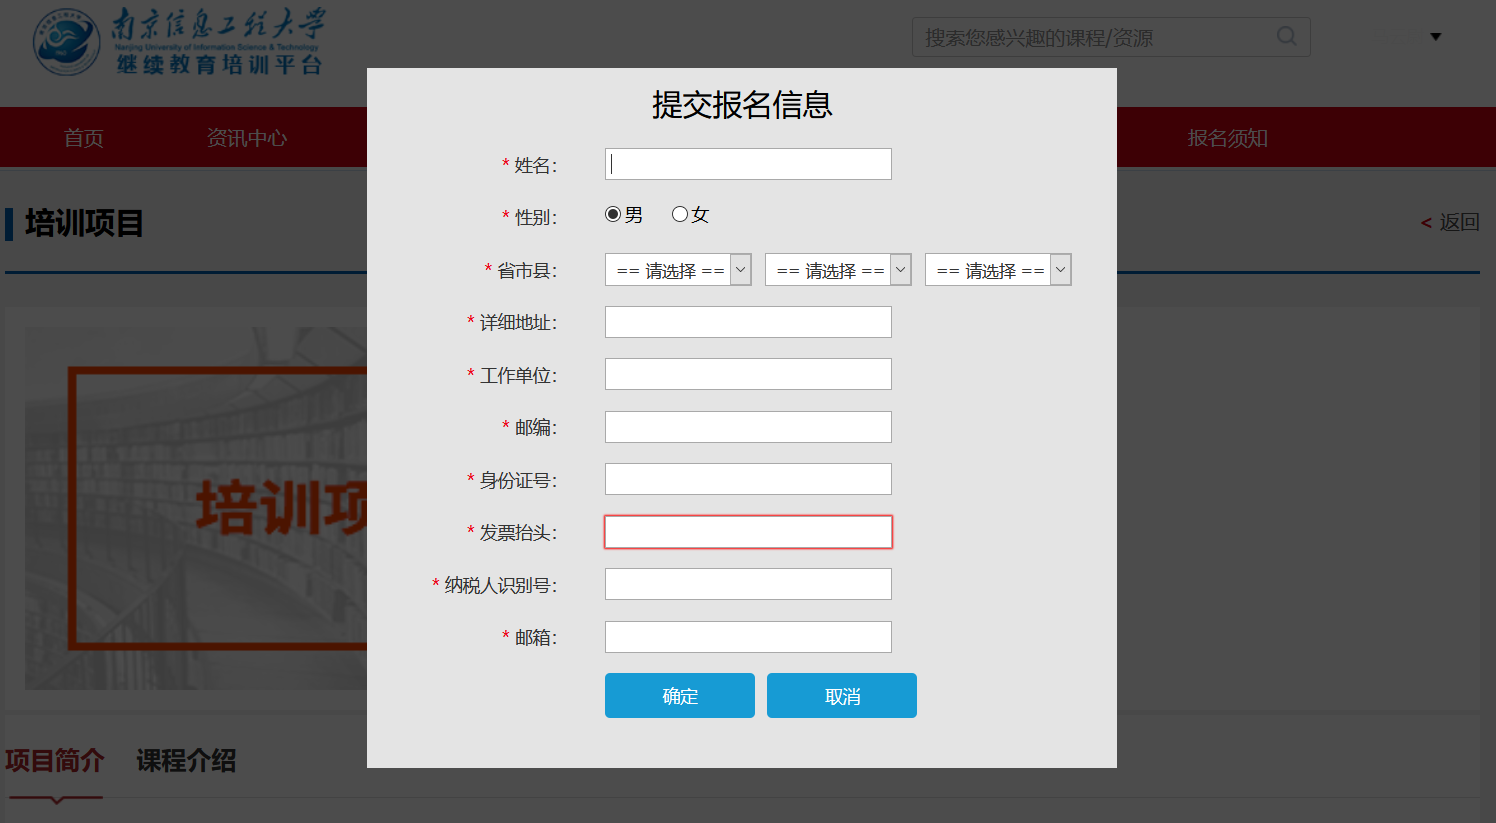 南京信息工程大学
Nanjing University of Information Science & Technology
继续教育培训平台
搜索您感兴趣的课程/资源
首页 资讯中心 报名须知
培训项目
< 返回
提交报名信息
* 姓名:
* 性别: 男 女
* 省市县: == 请选择 == == 请选择 == == 请选择 ==
* 详细地址:
* 工作单位:
* 邮编:
* 身份证号:
培训项
* 发票抬头:
* 纳税人识别号:
* 邮箱:
确定 取消
项目简介 课程介绍